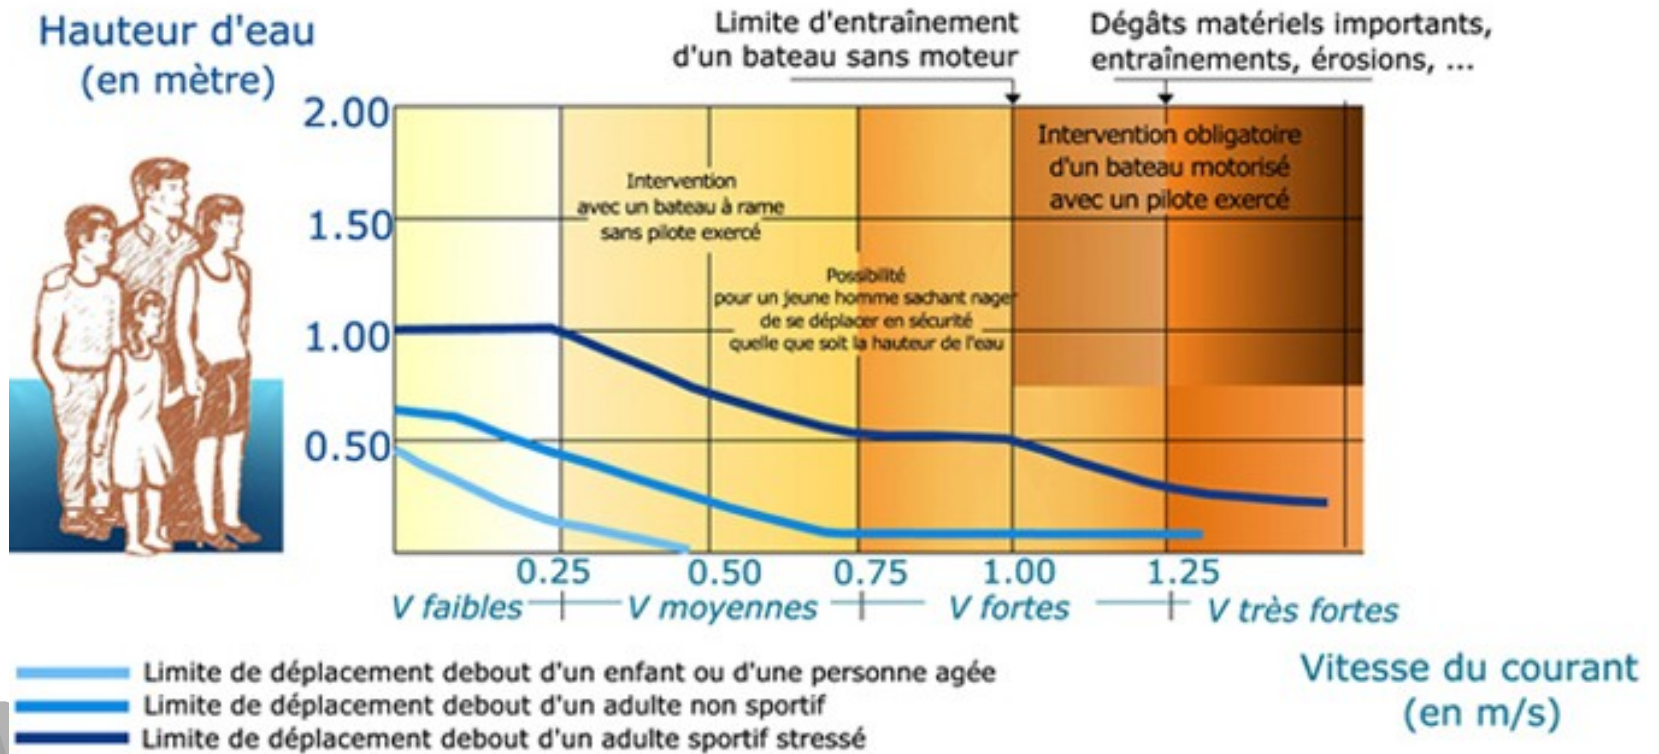 Hauteur d'eau
(en mètre)
Limite d'entraînement
d'un bateau sans moteur
Dégâts matériels importants,
entraînements, érosions, ...
2.00
1.50
1.00
0.50
Intervention
avec un bateau à rame
sans pilote exercé
Possibilité
pour un jeune homme sachant nager
de se déplacer en sécurité
quelle que soit la hauteur de l'eau
Intervention obligatoire
d'un bateau motorisé
avec un pilote exercé
0.25 0.50 0.75 1.00 1.25
V faibles V moyennes V fortes V très fortes
Vitesse du courant
(en m/s)
Limite de déplacement debout d'un enfant ou d'une personne agée
Limite de déplacement debout d'un adulte non sportif
Limite de déplacement debout d'un adulte sportif stressé